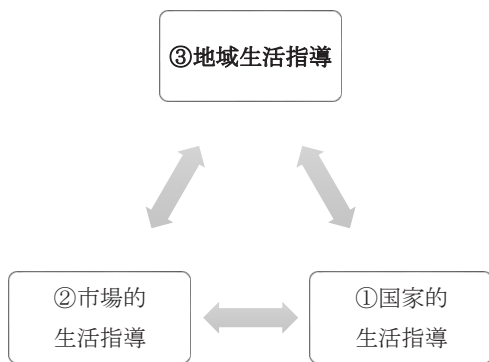 ③地域生活指導
②市場的
生活指導
①国家的
生活指導